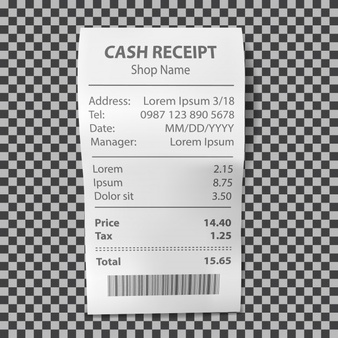 CASH RECEIPT
Shop Name
Address: Lorem Ipsum 3/18
Tel: 0987 123 890 5678
Date: MM/DD/YYYY
Manager: Lorem Ipsum
Lorem 2.15
Ipsum 8.75
Dolor sit 3.50
Price 14.40
Tax 1.25
Total 15.65